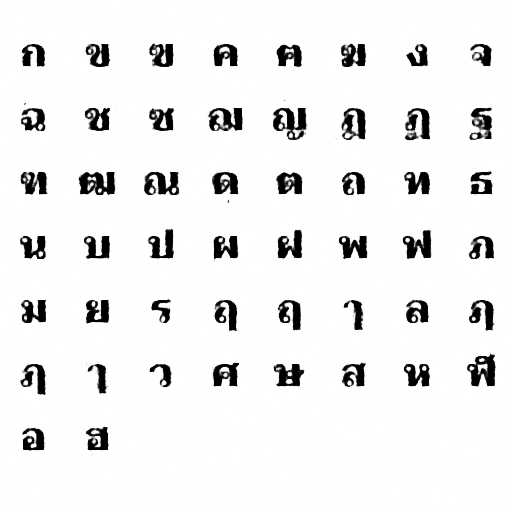 ก ข ฃ ค ฅ ฆ ง จ
ฉ ช ซ ฌ ญ ฎ ฏ ฐ
ฑ ฒ ณ ด ต ถ ท ธ
น บ ป ผ ฝ พ ฟ ภ
ม ย ร ฤ ฤ ๅ ล ฦ
ฦ ๅ ว ศ ษ ส ห ฬ
อ ฮ